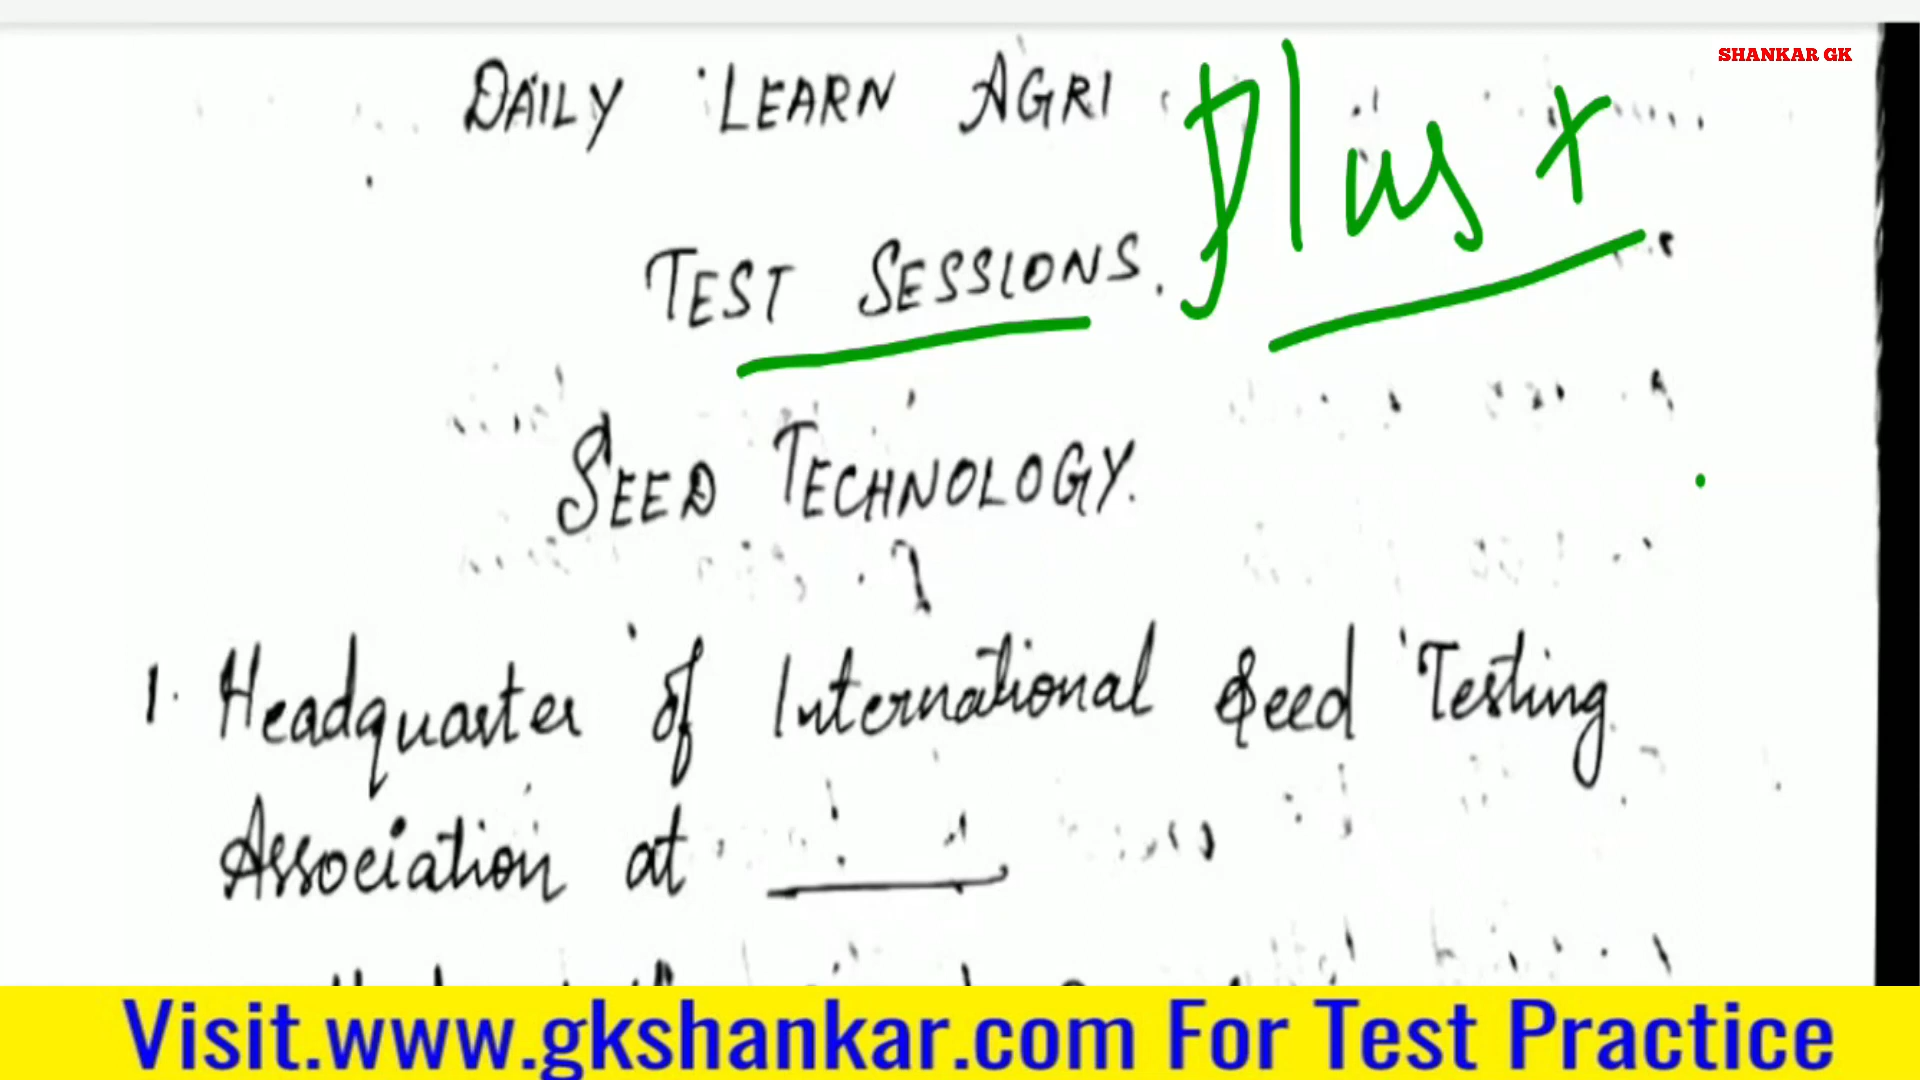 SHANKAR GK
DAILY LEARN AGRI plus +
TEST SESSIONS.
SEED TECHNOLOGY.
1. Headquarter of International Seed Testing
Association at ______
Visit.www.gkshankar.com For Test Practice